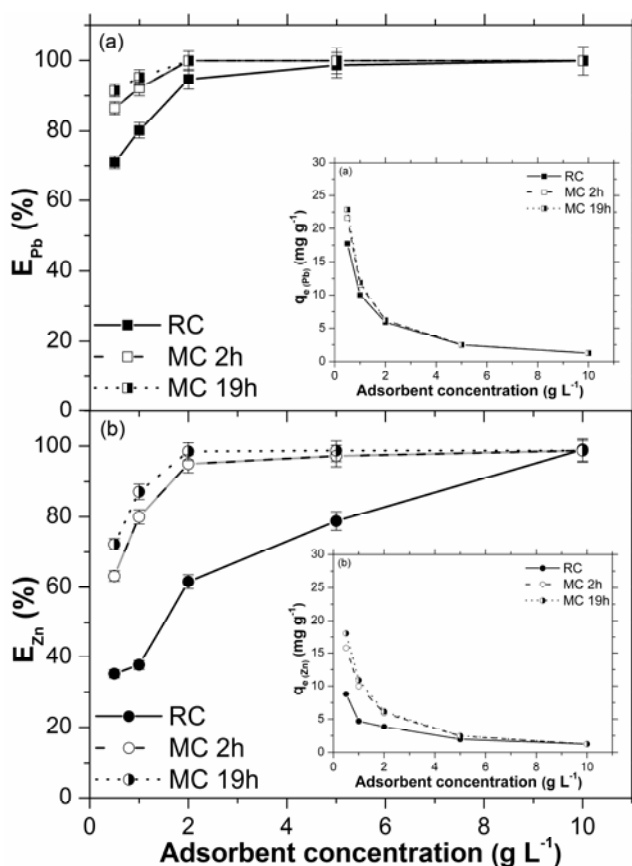 (a)
100
80
60
40
20
0
E_Pb (%)
RC
MC 2h
MC 19h
(a)
30
25
20
15
10
5
0
q_e (Pb) (mg g⁻¹)
RC
MC 2h
MC 19h
0 2 4 6 8 10
Adsorbent concentration (g L⁻¹)
(b)
100
80
60
40
20
0
E_Zn (%)
RC
MC 2h
MC 19h
(b)
30
25
20
15
10
5
0
q_e (Zn) (mg g⁻¹)
RC
MC 2h
MC 19h
0 2 4 6 8 10
Adsorbent concentration (g L⁻¹)
0 2 4 6 8 10
Adsorbent concentration (g L⁻¹)